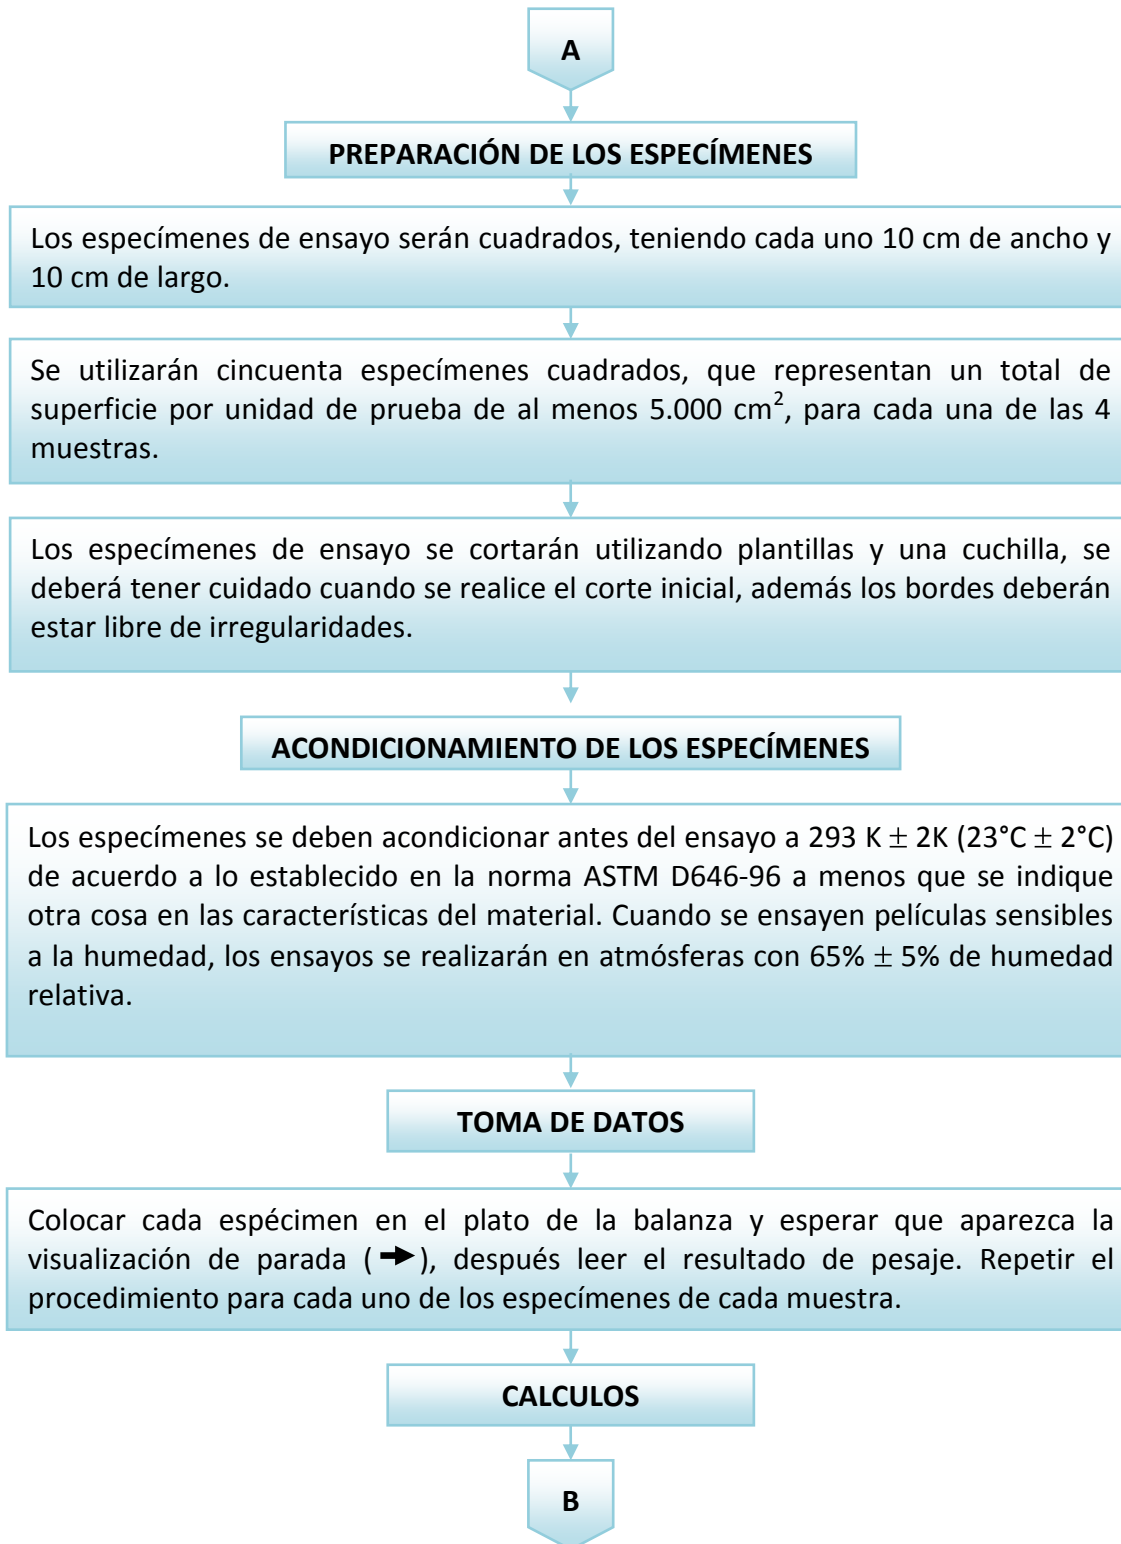 A
PREPARACIÓN DE LOS ESPECÍMENES
Los especímenes de ensayo serán cuadrados, teniendo cada uno 10 cm de ancho y
10 cm de largo.
Se utilizarán cincuenta especímenes cuadrados, que representan un total de
superficie por unidad de prueba de al menos 5.000 cm², para cada una de las 4
muestras.
Los especímenes de ensayo se cortarán utilizando plantillas y una cuchilla, se
deberá tener cuidado cuando se realice el corte inicial, además los bordes deberán
estar libre de irregularidades.
ACONDICIONAMIENTO DE LOS ESPECÍMENES
Los especímenes se deben acondicionar antes del ensayo a 293 K ± 2K (23°C ± 2°C)
de acuerdo a lo establecido en la norma ASTM D646-96 a menos que se indique
otra cosa en las características del material. Cuando se ensayen películas sensibles
a la humedad, los ensayos se realizarán en atmósferas con 65% ± 5% de humedad
relativa.
TOMA DE DATOS
Colocar cada espécimen en el plato de la balanza y esperar que aparezca la
visualización de parada (➔), después leer el resultado de pesaje. Repetir el
procedimiento para cada uno de los especímenes de cada muestra.
CALCULOS
B